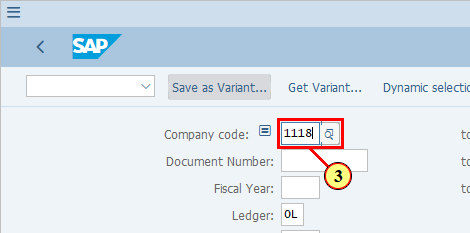 SAP
Save as Variant... Get Variant... Dynamic selectio
Company code: 1118 to
Document Number: to
3
Fiscal Year: to
Ledger: 0L